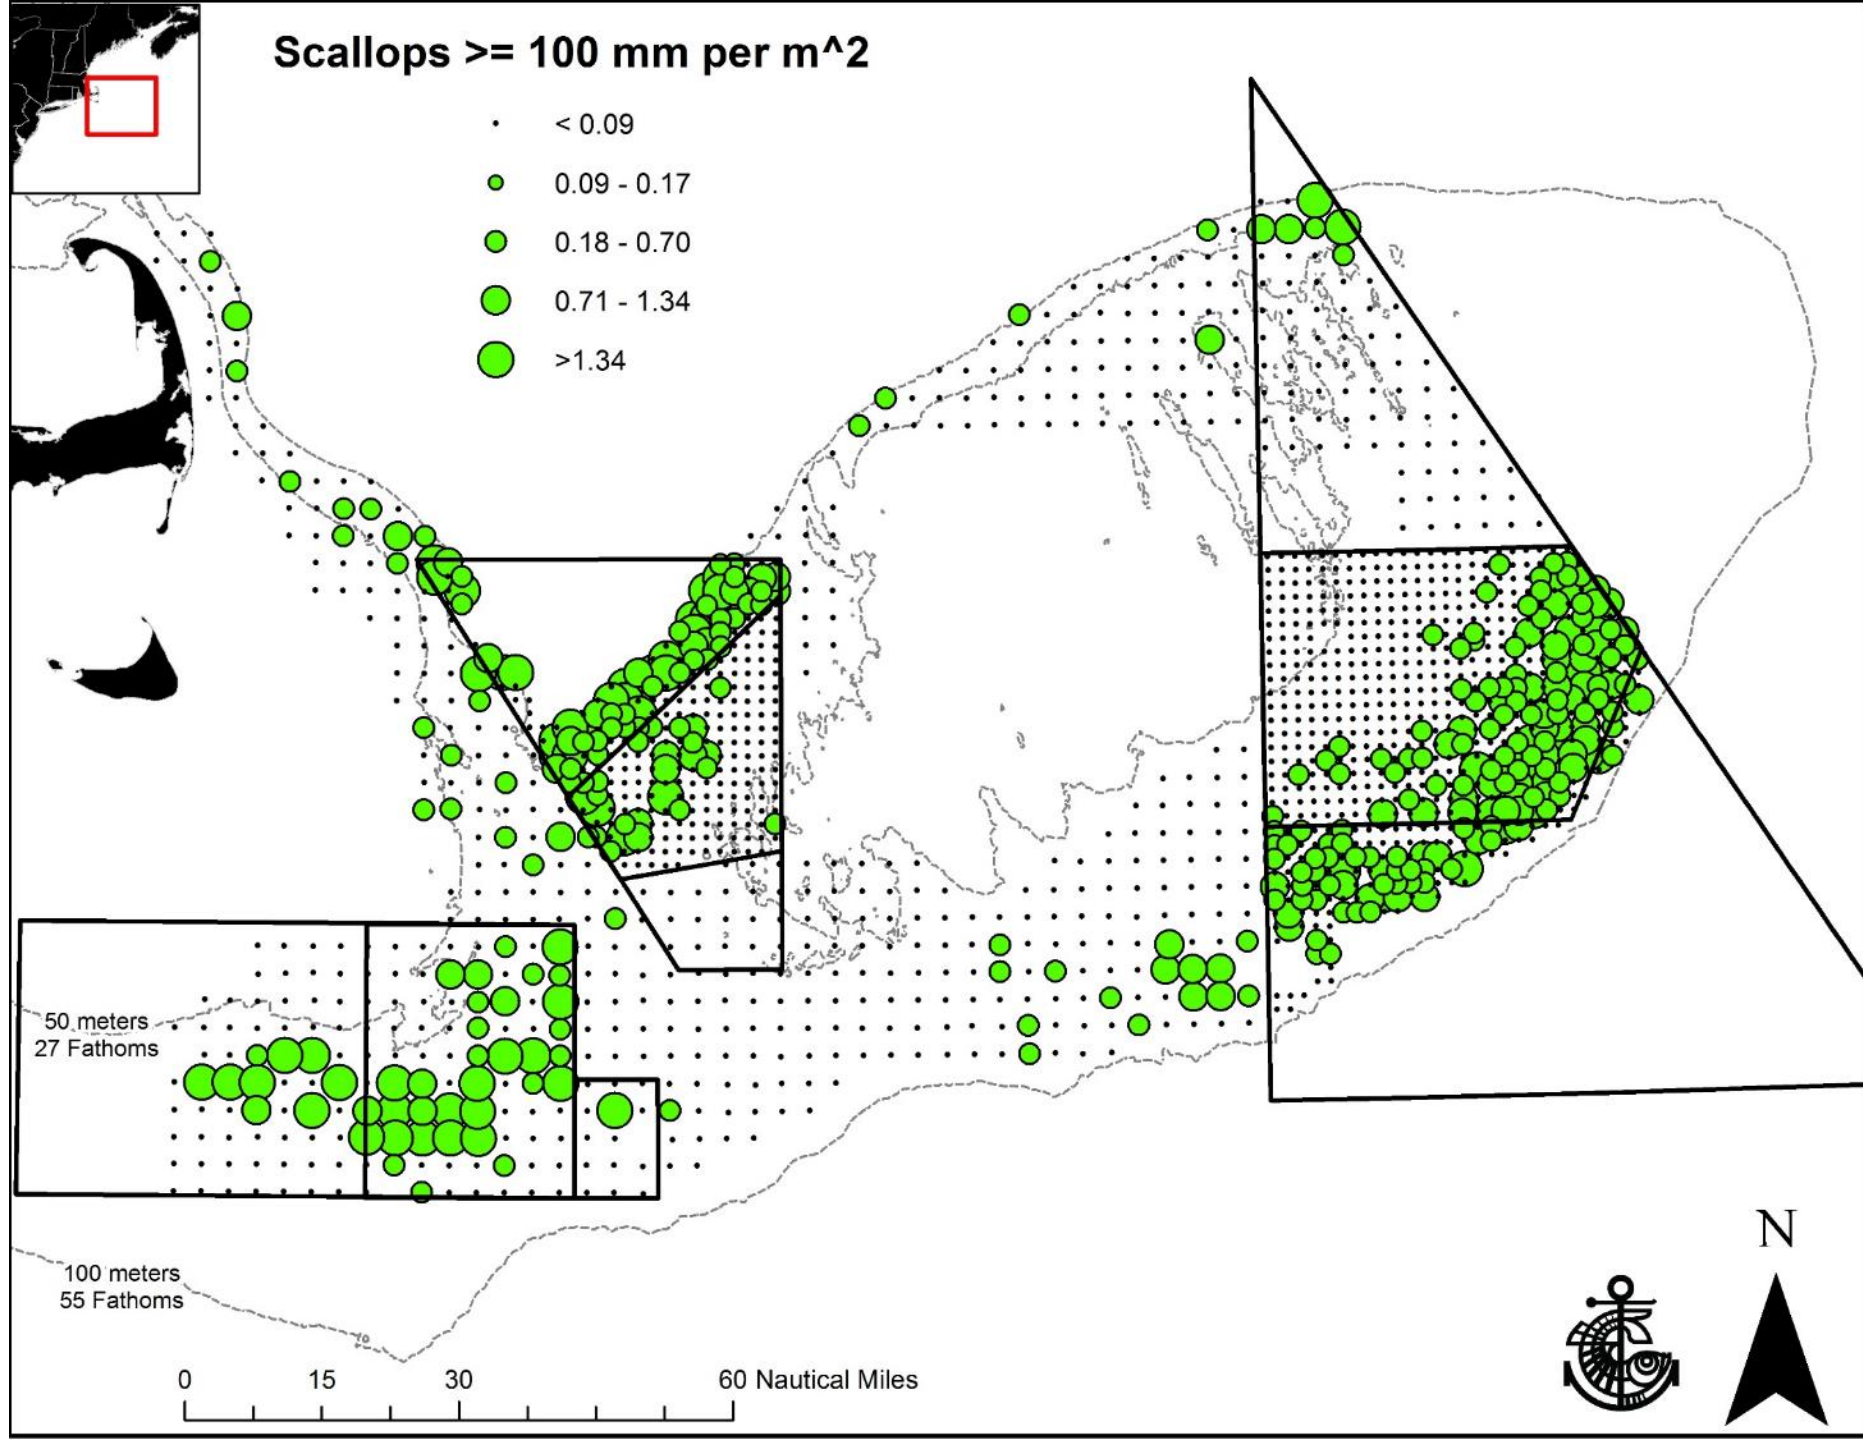 Scallops >= 100 mm per m^2
< 0.09
0.09 - 0.17
0.18 - 0.70
0.71 - 1.34
>1.34
50 meters
27 Fathoms
100 meters
55 Fathoms
N
0 15 30 60 Nautical Miles